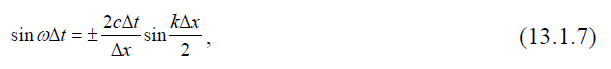 sin ωΔt = ± 2cΔt/Δx sin kΔx/2 , (13.1.7)